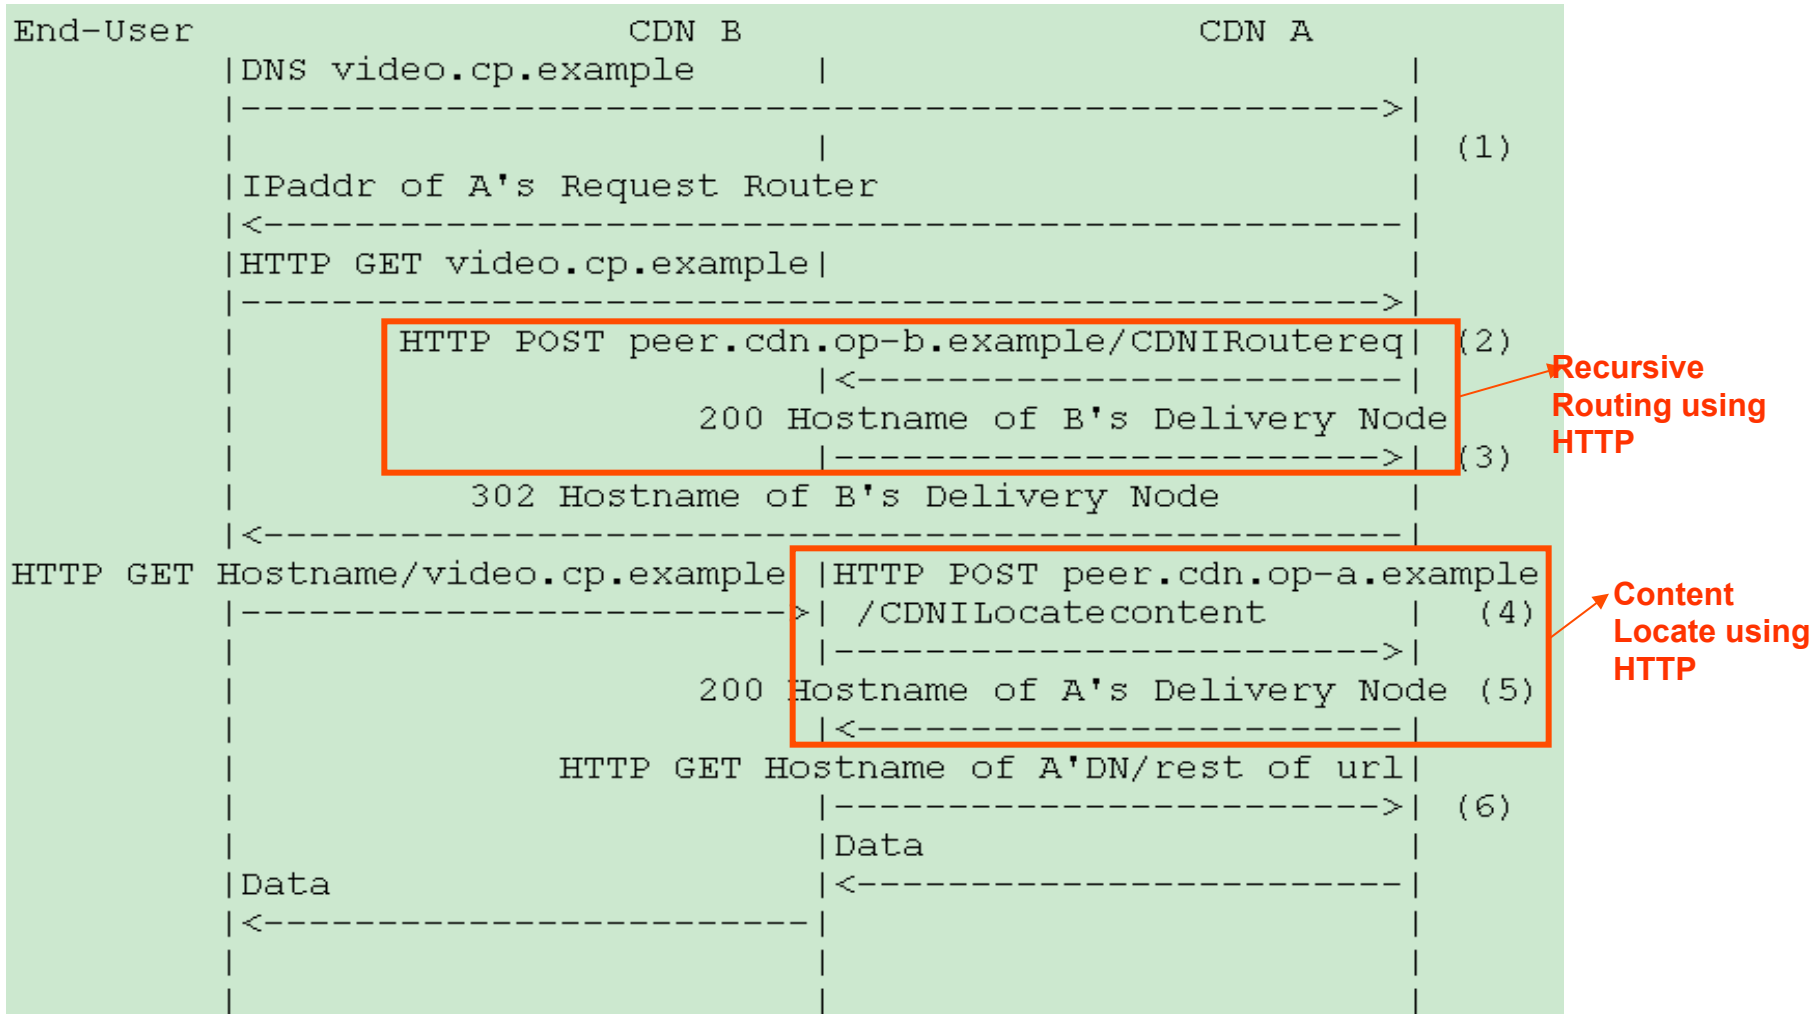 End-User CDN B CDN A
|DNS video.cp.example | |
|--------------------------------------------------->|
| | | (1)
|IPaddr of A's Request Router |
|<---------------------------------------------------|
|HTTP GET video.cp.example| |
|--------------------------------------------------->|
| HTTP POST peer.cdn.op-b.example/CDNIRoutereq| (2)
| |<-------------------------|
| 200 Hostname of B's Delivery Node
| |------------------------->| (3)
Recursive
Routing using
HTTP
| 302 Hostname of B's Delivery Node |
|<---------------------------------------------------|
HTTP GET Hostname/video.cp.example |HTTP POST peer.cdn.op-a.example
|------------------------->| /CDNILocatecontent | (4)
| |------------------------->|
| 200 Hostname of A's Delivery Node (5)
| |<-------------------------|
Content
Locate using
HTTP
| HTTP GET Hostname of A'DN/rest of url|
| |------------------------->| (6)
| |Data |
|Data |<-------------------------|
|<-------------------------| |
| | |
| | |